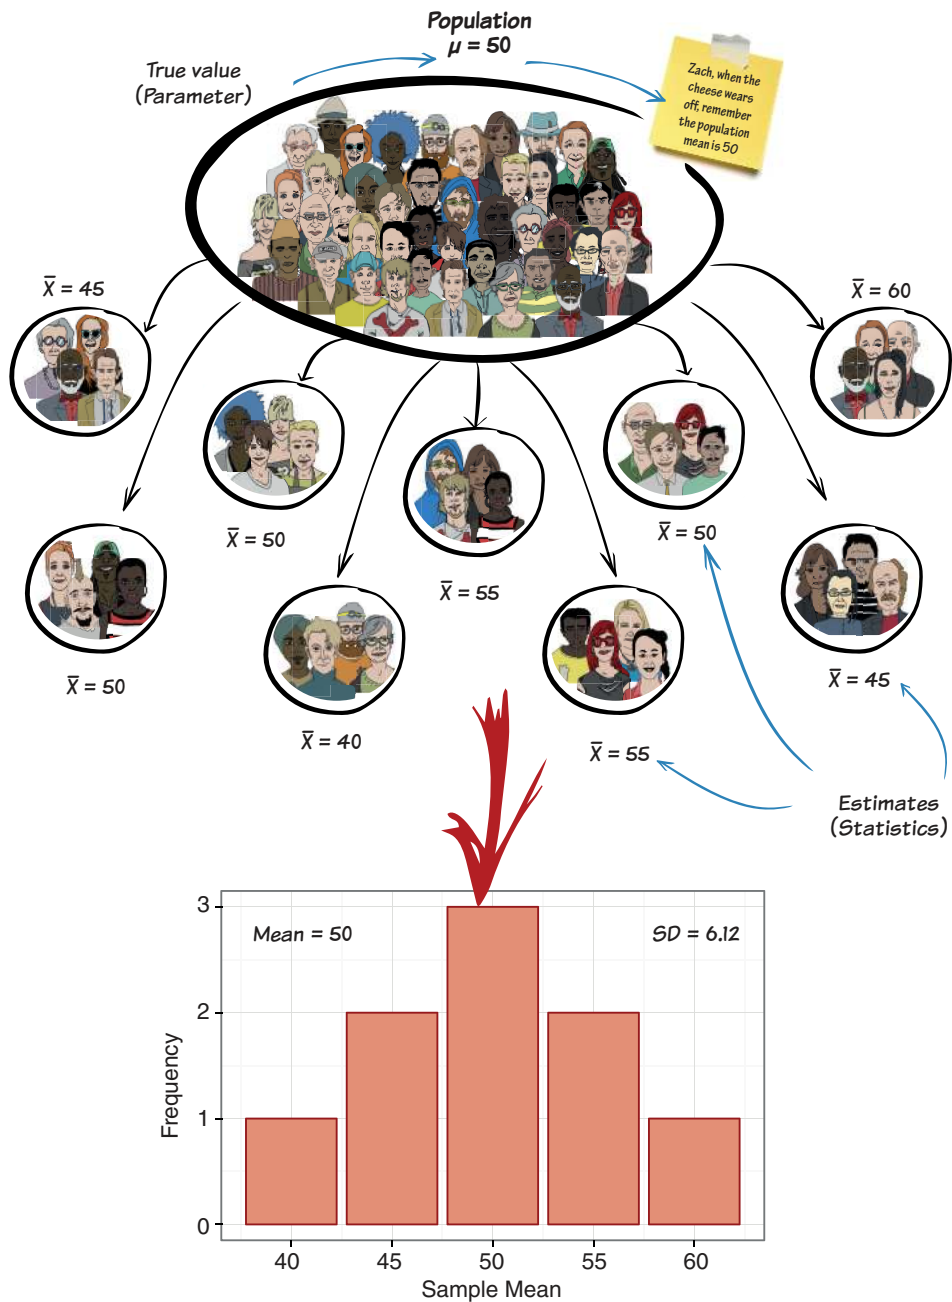 Population
μ = 50
True value
(Parameter)
Zach, when the
cheese wears
off, remember
the population
mean is 50
X̄ = 45
X̄ = 60
X̄ = 50
X̄ = 50
X̄ = 55
X̄ = 50
X̄ = 45
X̄ = 40
X̄ = 55
Estimates
(Statistics)
Mean = 50
SD = 6.12
3
2
1
0
Frequency
40
45
50
55
60
Sample Mean